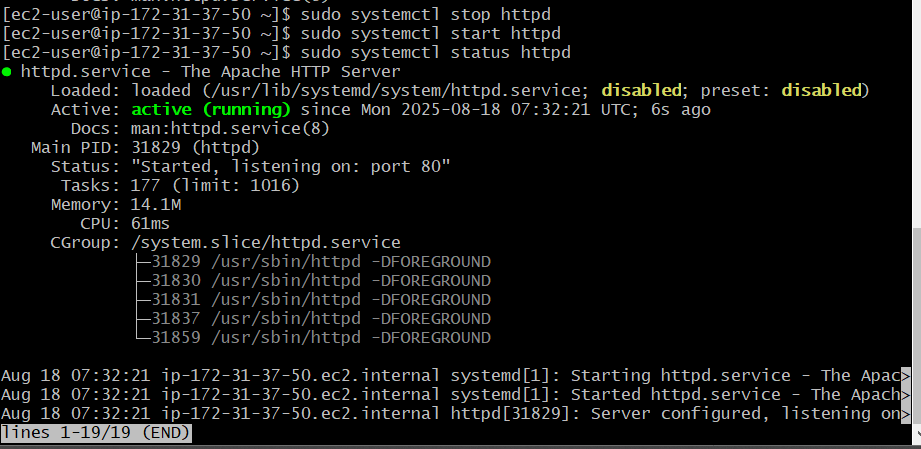 Docs: man:httpd.service(8)
[ec2-user@ip-172-31-37-50 ~]$ sudo systemctl stop httpd
[ec2-user@ip-172-31-37-50 ~]$ sudo systemctl start httpd
[ec2-user@ip-172-31-37-50 ~]$ sudo systemctl status httpd
● httpd.service - The Apache HTTP Server
     Loaded: loaded (/usr/lib/systemd/system/httpd.service; disabled; preset: disabled)
     Active: active (running) since Mon 2025-08-18 07:32:21 UTC; 6s ago
       Docs: man:httpd.service(8)
   Main PID: 31829 (httpd)
     Status: "Started, listening on: port 80"
      Tasks: 177 (limit: 1016)
     Memory: 14.1M
        CPU: 61ms
     CGroup: /system.slice/httpd.service
             ├─31829 /usr/sbin/httpd -DFOREGROUND
             ├─31830 /usr/sbin/httpd -DFOREGROUND
             ├─31831 /usr/sbin/httpd -DFOREGROUND
             ├─31837 /usr/sbin/httpd -DFOREGROUND
             └─31859 /usr/sbin/httpd -DFOREGROUND
Aug 18 07:32:21 ip-172-31-37-50.ec2.internal systemd[1]: Starting httpd.service - The Apac>
Aug 18 07:32:21 ip-172-31-37-50.ec2.internal systemd[1]: Started httpd.service - The Apach>
Aug 18 07:32:21 ip-172-31-37-50.ec2.internal httpd[31829]: Server configured, listening on>
lines 1-19/19 (END)